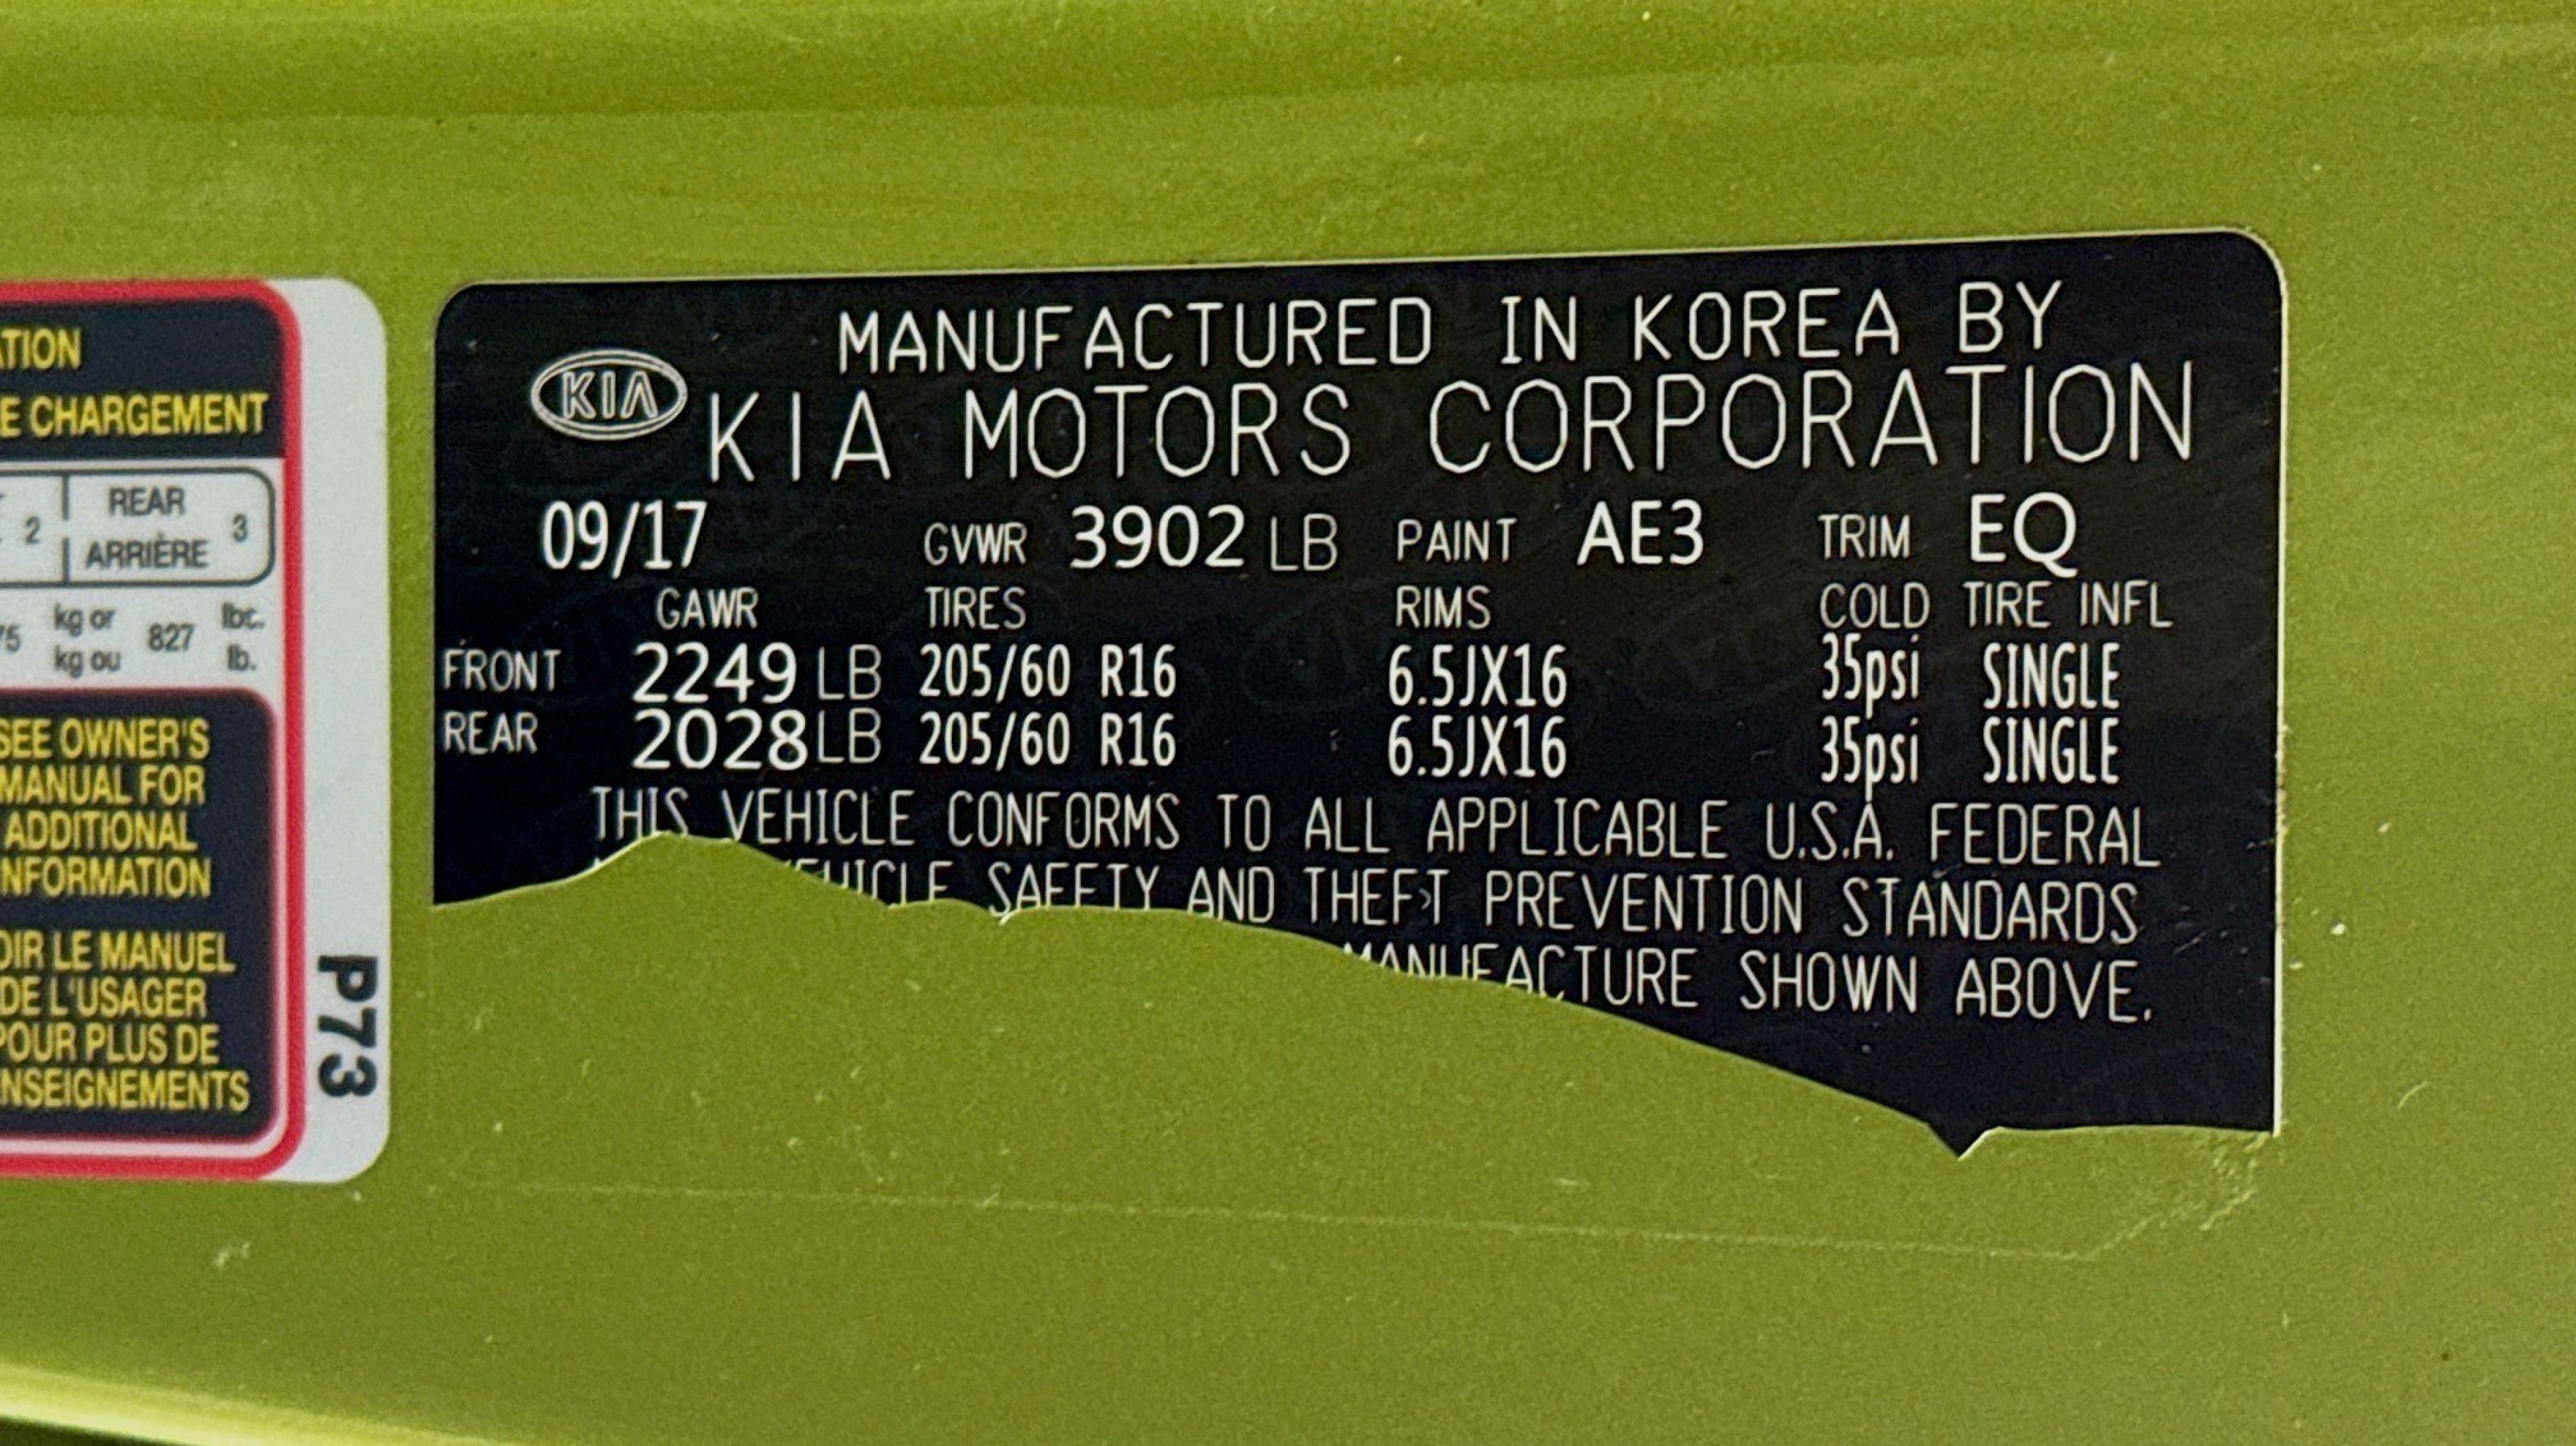 ATION
E CHARGEMENT
2 REAR 3
ARRIÈRE
75 kg or 827 lbc.
kg ou lb.
SEE OWNER'S
MANUAL FOR
ADDITIONAL
INFORMATION
OIR LE MANUEL
DE L'USAGER
POUR PLUS DE
ENSEIGNEMENTS
P73
MANUFACTURED IN KOREA BY
KIA KIA MOTORS CORPORATION
09/17 GVWR 3902 LB PAINT AE3 TRIM EQ
GAWR TIRES RIMS COLD TIRE INFL
FRONT 2249 LB 205/60 R16 6.5JX16 35psi SINGLE
REAR 2028 LB 205/60 R16 6.5JX16 35psi SINGLE
THIS VEHICLE CONFORMS TO ALL APPLICABLE U.S.A. FEDERAL
VEHICLE SAFETY AND THEFT PREVENTION STANDARDS
MANUFACTURE SHOWN ABOVE.